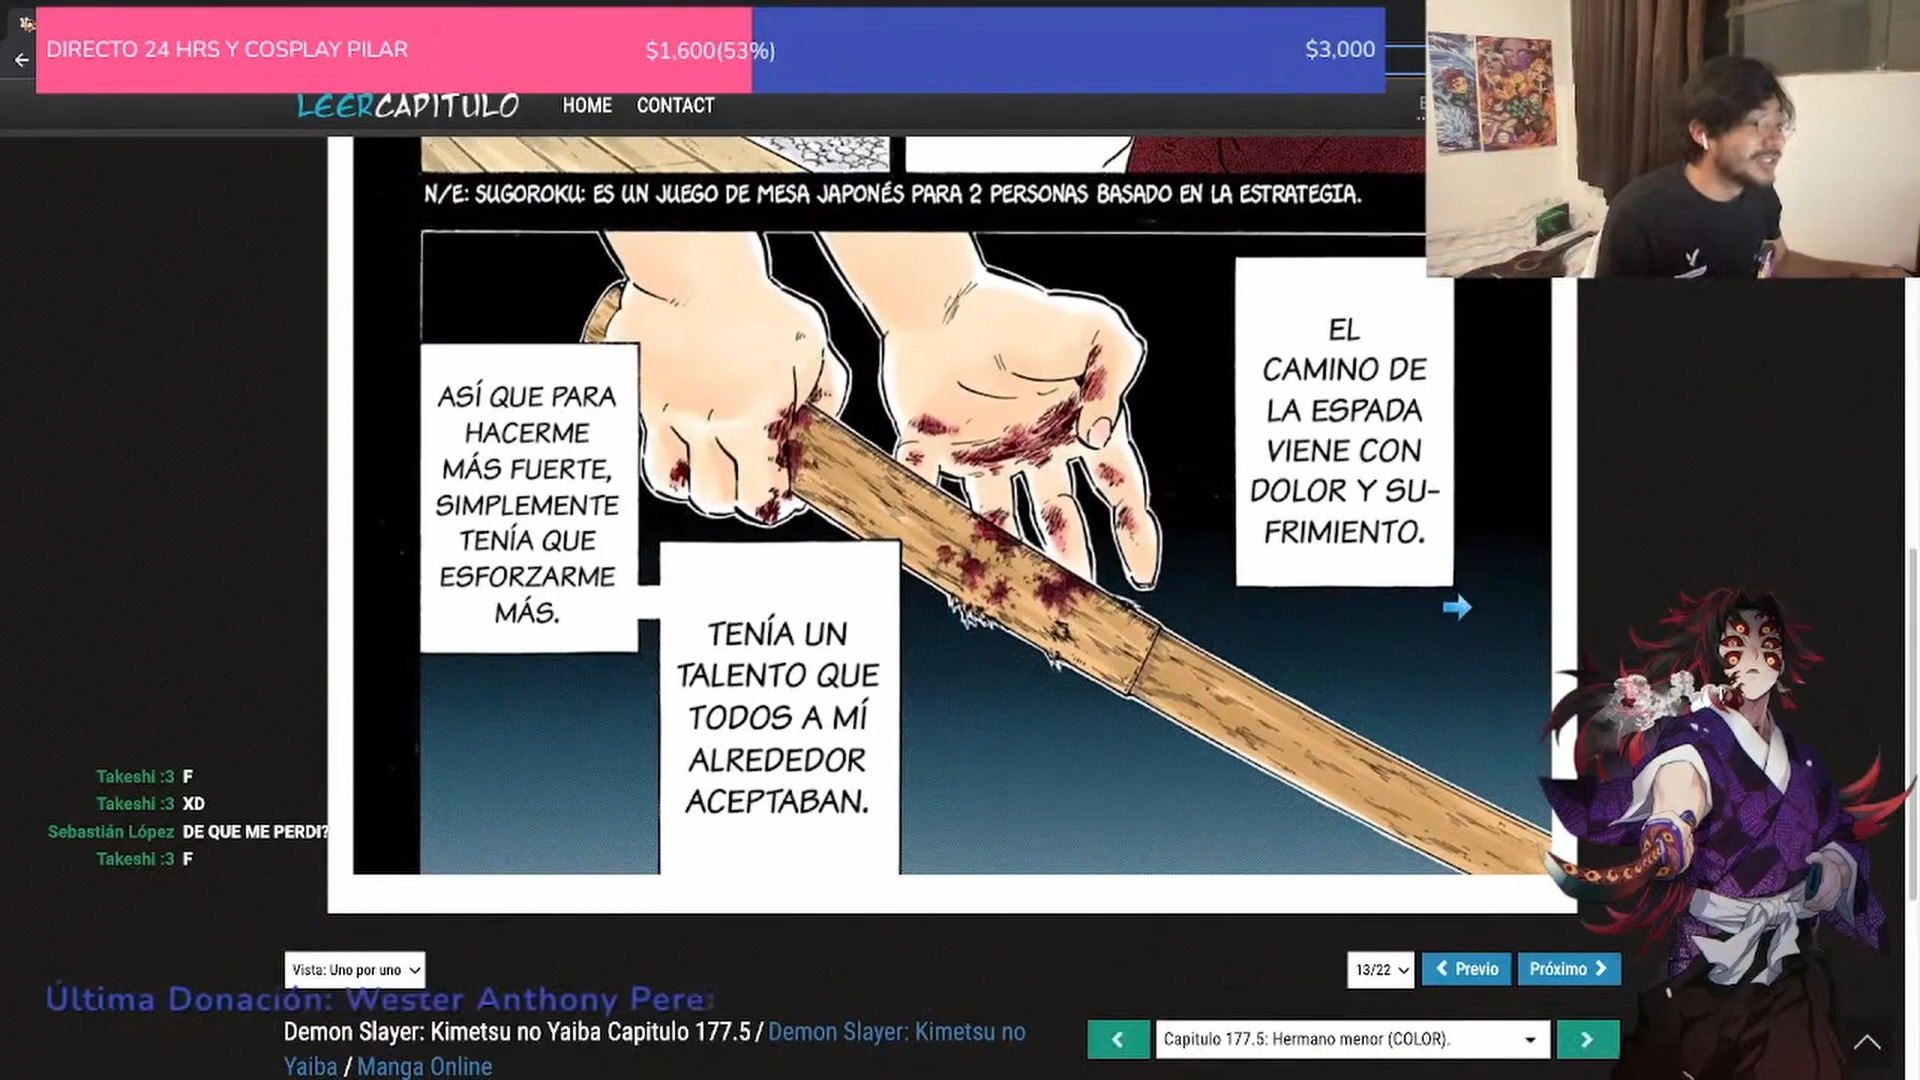 DIRECTO 24 HRS Y COSPLAY PILAR
$1,600(53%)
$3,000
LEERCAPITULO
HOME
CONTACT
N/E: SUGOROKU: ES UN JUEGO DE MESA JAPONÉS PARA 2 PERSONAS BASADO EN LA ESTRATEGIA.
EL
CAMINO DE
LA ESPADA
VIENE CON
DOLOR Y SU-
FRIMIENTO.
ASÍ QUE PARA
HACERME
MÁS FUERTE,
SIMPLEMENTE
TENÍA QUE
ESFORZARME
MÁS.
TENÍA UN
TALENTO QUE
TODOS A MÍ
ALREDEDOR
ACEPTABAN.
Takeshi :3 F
Takeshi :3 XD
Sebastián López DE QUE ME PERDI?
Takeshi :3 F
Vista: Uno por uno
13/22
Previo
Próximo
Última Donación: Wester Anthony Pere
Demon Slayer: Kimetsu no Yaiba Capitulo 177.5 / Demon Slayer: Kimetsu no
Yaiba / Manga Online
Capitulo 177.5: Hermano menor (COLOR).